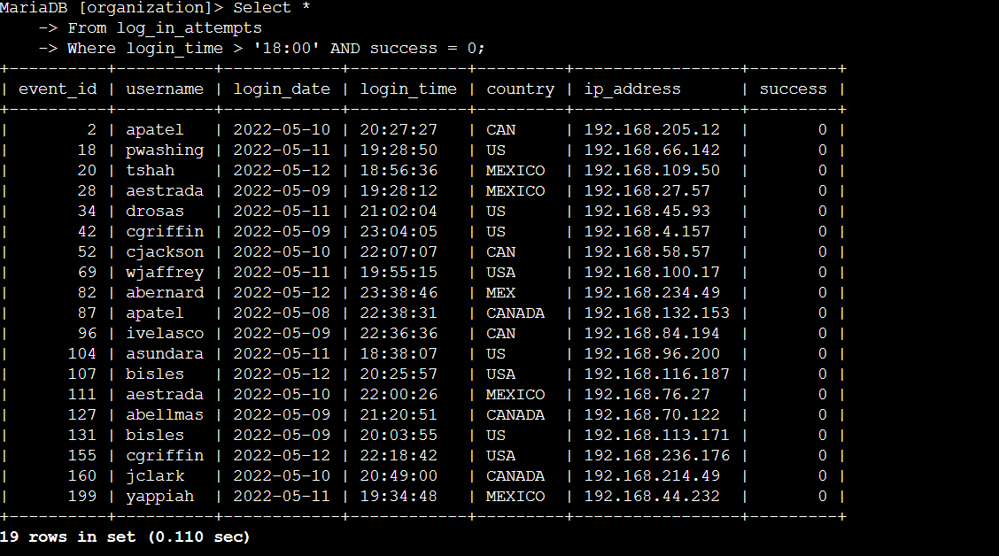 MariaDB [organization]> Select *
    -> From log_in_attempts
    -> Where login_time > '18:00' AND success = 0;
+----------+----------+------------+------------+---------+-----------------+---------+
| event_id | username | login_date | login_time | country | ip_address      | success |
+----------+----------+------------+------------+---------+-----------------+---------+
|        2 | apatel   | 2022-05-10 | 20:27:27   | CAN     | 192.168.205.12  |       0 |
|       18 | pwashing | 2022-05-11 | 19:28:50   | US      | 192.168.66.142  |       0 |
|       20 | tshah    | 2022-05-12 | 18:56:36   | MEXICO  | 192.168.109.50  |       0 |
|       28 | aestrada | 2022-05-09 | 19:28:12   | MEXICO  | 192.168.27.57   |       0 |
|       34 | drosas   | 2022-05-11 | 21:02:04   | US      | 192.168.45.93   |       0 |
|       42 | cgriffin | 2022-05-09 | 23:04:05   | US      | 192.168.4.157   |       0 |
|       52 | cjackson | 2022-05-10 | 22:07:07   | CAN     | 192.168.58.57   |       0 |
|       69 | wjaffrey | 2022-05-11 | 19:55:15   | USA     | 192.168.100.17  |       0 |
|       82 | abernard | 2022-05-12 | 23:38:46   | MEX     | 192.168.234.49  |       0 |
|       87 | apatel   | 2022-05-08 | 22:38:31   | CANADA  | 192.168.132.153 |       0 |
|       96 | ivelasco | 2022-05-09 | 22:36:36   | CAN     | 192.168.84.194  |       0 |
|      104 | asundara | 2022-05-11 | 18:38:07   | US      | 192.168.96.200  |       0 |
|      107 | bisles   | 2022-05-12 | 20:25:57   | USA     | 192.168.116.187 |       0 |
|      111 | aestrada | 2022-05-10 | 22:00:26   | MEXICO  | 192.168.76.27   |       0 |
|      127 | abellmas | 2022-05-09 | 21:20:51   | CANADA  | 192.168.70.122  |       0 |
|      131 | bisles   | 2022-05-09 | 20:03:55   | US      | 192.168.113.171 |       0 |
|      155 | cgriffin | 2022-05-12 | 22:18:42   | USA     | 192.168.236.176 |       0 |
|      160 | jclark   | 2022-05-10 | 20:49:00   | CANADA  | 192.168.214.49  |       0 |
|      199 | yappiah  | 2022-05-11 | 19:34:48   | MEXICO  | 192.168.44.232  |       0 |
+----------+----------+------------+------------+---------+-----------------+---------+
19 rows in set (0.110 sec)